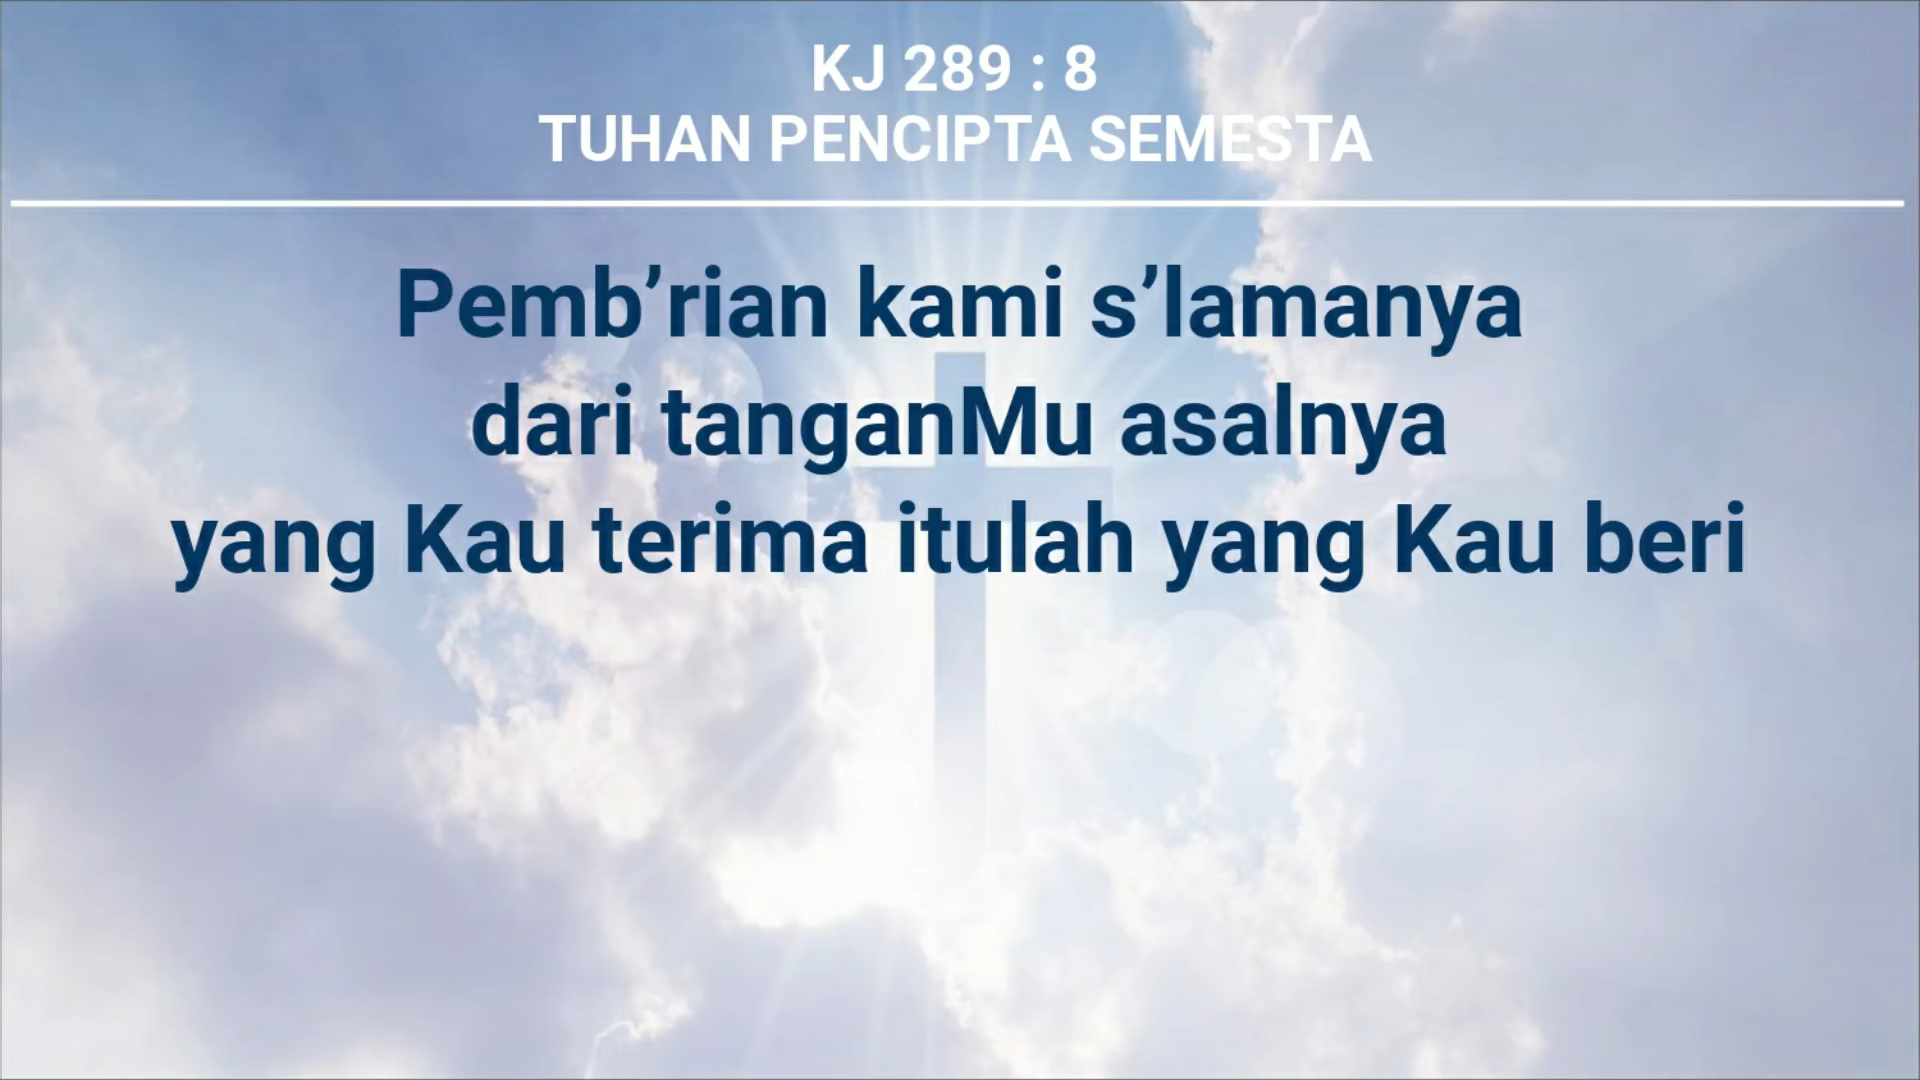 KJ 289 : 8
TUHAN PENCIPTA SEMESTA
Pemb’rian kami s’lamanya
dari tanganMu asalnya
yang Kau terima itulah yang Kau beri